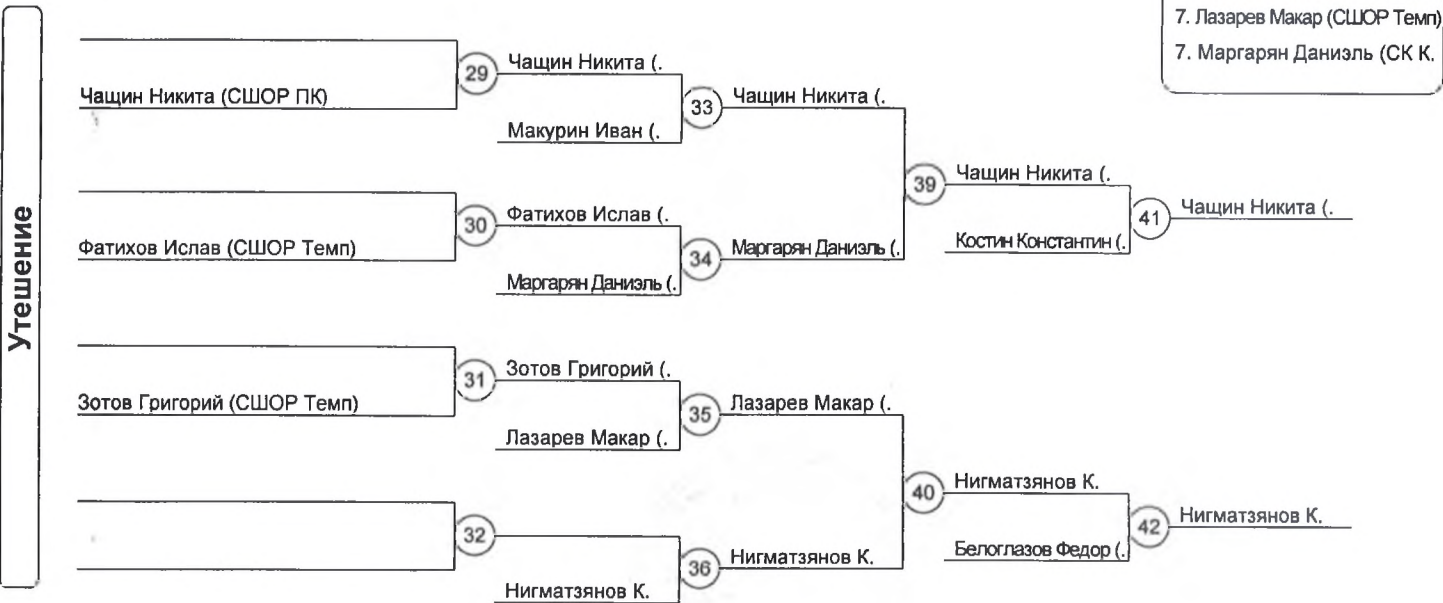 7. Лазарев Макар (СШОР Темп)
7. Маргарян Даниэль (СК К.
Утешение
29
Чащин Никита (.
Чащин Никита (СШОР ПК)
33
Чащин Никита (.
Макурин Иван (.
39
Чащин Никита (.
30
Фатихов Ислав (.
41
Чащин Никита (.
Фатихов Ислав (СШОР Темп)
34
Маргарян Даниэль (.
Костин Константин (.
Маргарян Даниэль (.
31
Зотов Григорий (.
Зотов Григорий (СШОР Темп)
35
Лазарев Макар (.
Лазарев Макар (.
40
Нигматзянов К.
32
42
Нигматзянов К.
36
Нигматзянов К.
Белоглазов Федор (.
Нигматзянов К.